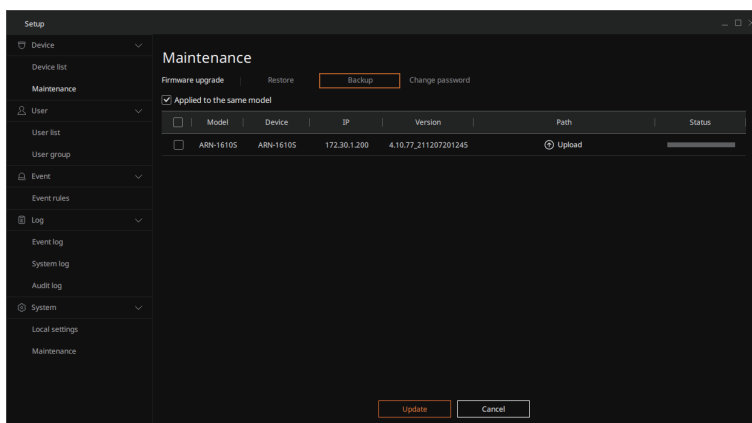 Setup
Device
Device list
Maintenance
User
User list
User group
Event
Event rules
Log
Event log
System log
Audit log
System
Local settings
Maintenance
Maintenance
Firmware upgrade Restore Backup Change password
Applied to the same model
Model Device IP Version Path Status
ARN-1610S ARN-1610S 172.30.1.200 4.10.77_211207201245 Upload
Update Cancel